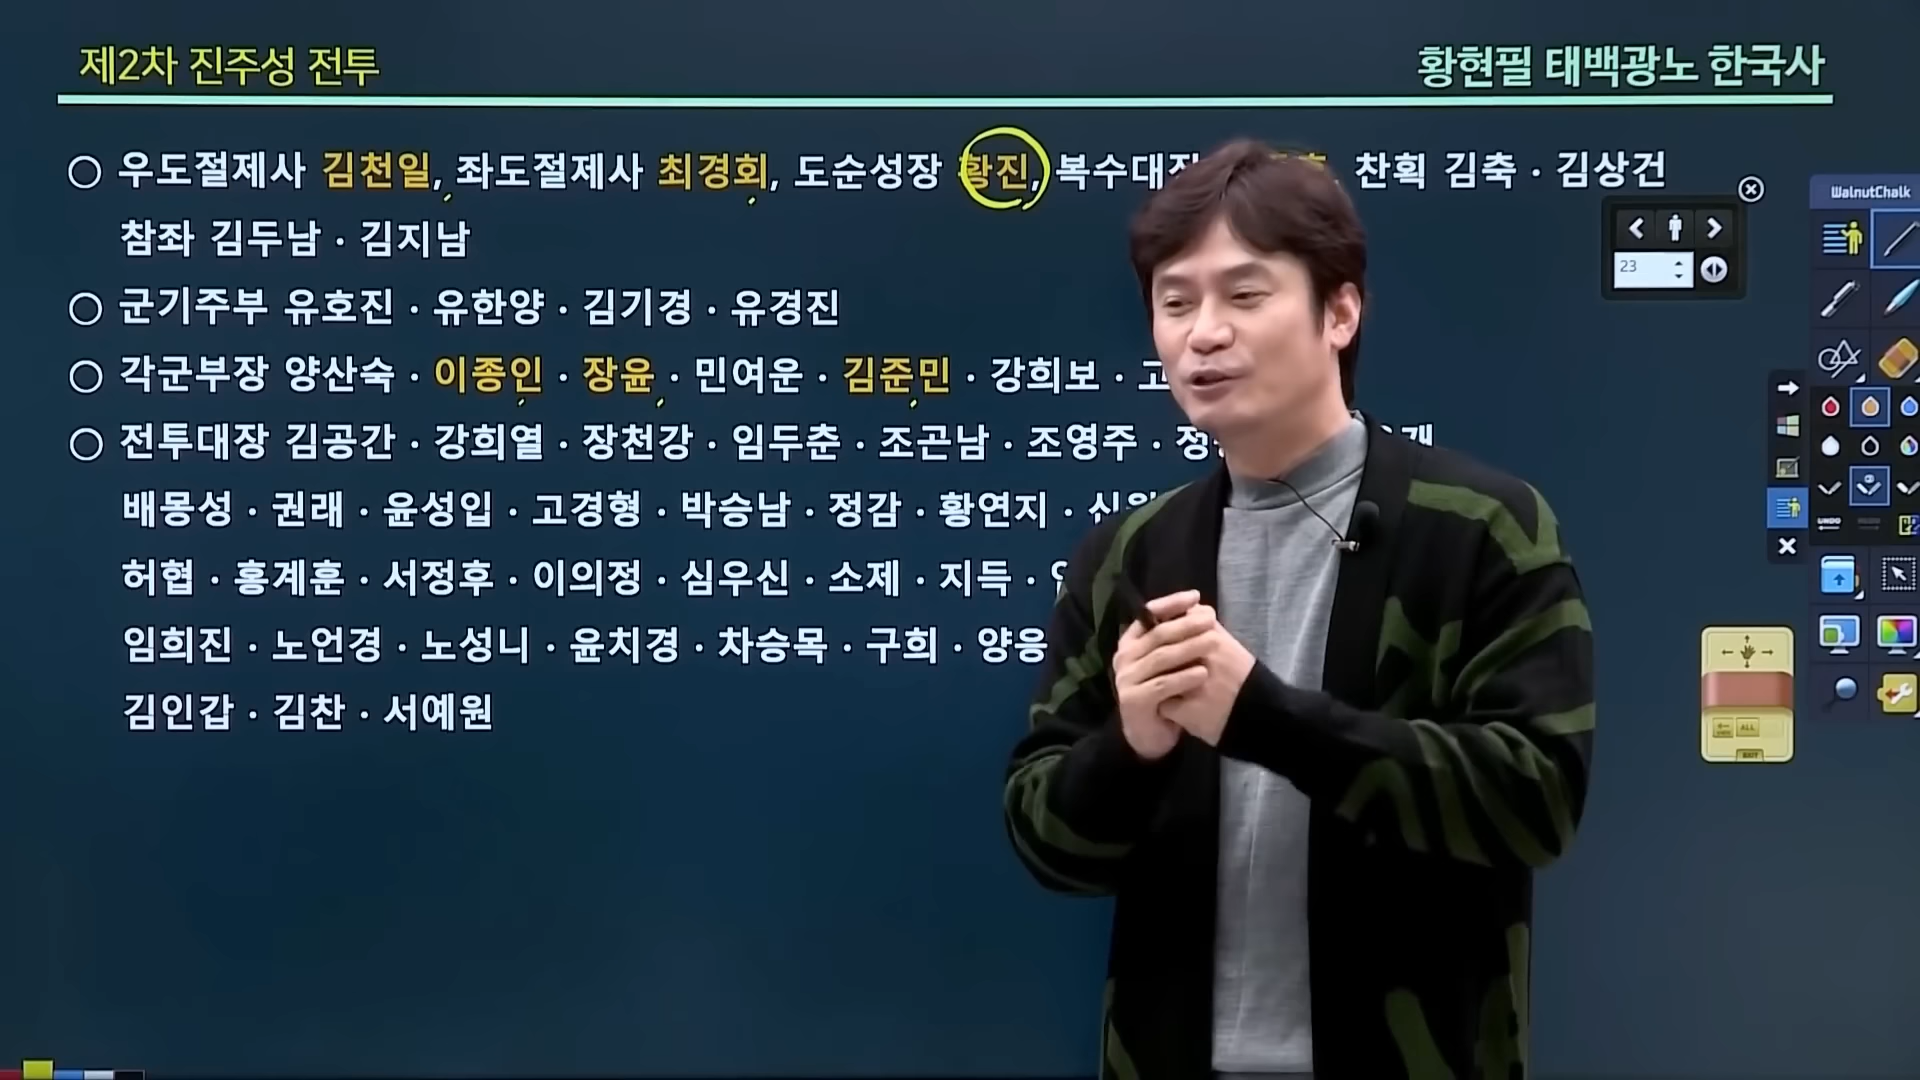 제2차 진주성 전투
황현필 태백광노 한국사
○ 우도절제사 김천일, 좌도절제사 최경회, 도순성장 황진, 복수대장 찬획 김축 · 김상건
참좌 김두남 · 김지남
○ 군기주부 유호진 · 유한양 · 김기경 · 유경진
○ 각군부장 양산숙 · 이종인 · 장윤 · 민여운 · 김준민 · 강희보 ·
○ 전투대장 김공간 · 강희열 · 장천강 · 임두춘 · 조곤남 · 조영주 ·
배몽성 · 권래 · 윤성입 · 고경형 · 박승남 · 정감 · 황연지 ·
허협 · 홍계훈 · 서정후 · 이의정 · 심우신 · 소제 · 지득 ·
임희진 · 노언경 · 노성니 · 윤치경 · 차승목 · 구희 · 양응
김인갑 · 김찬 · 서예원
WalnutChalk
23
UNDO
ALL
EXIT